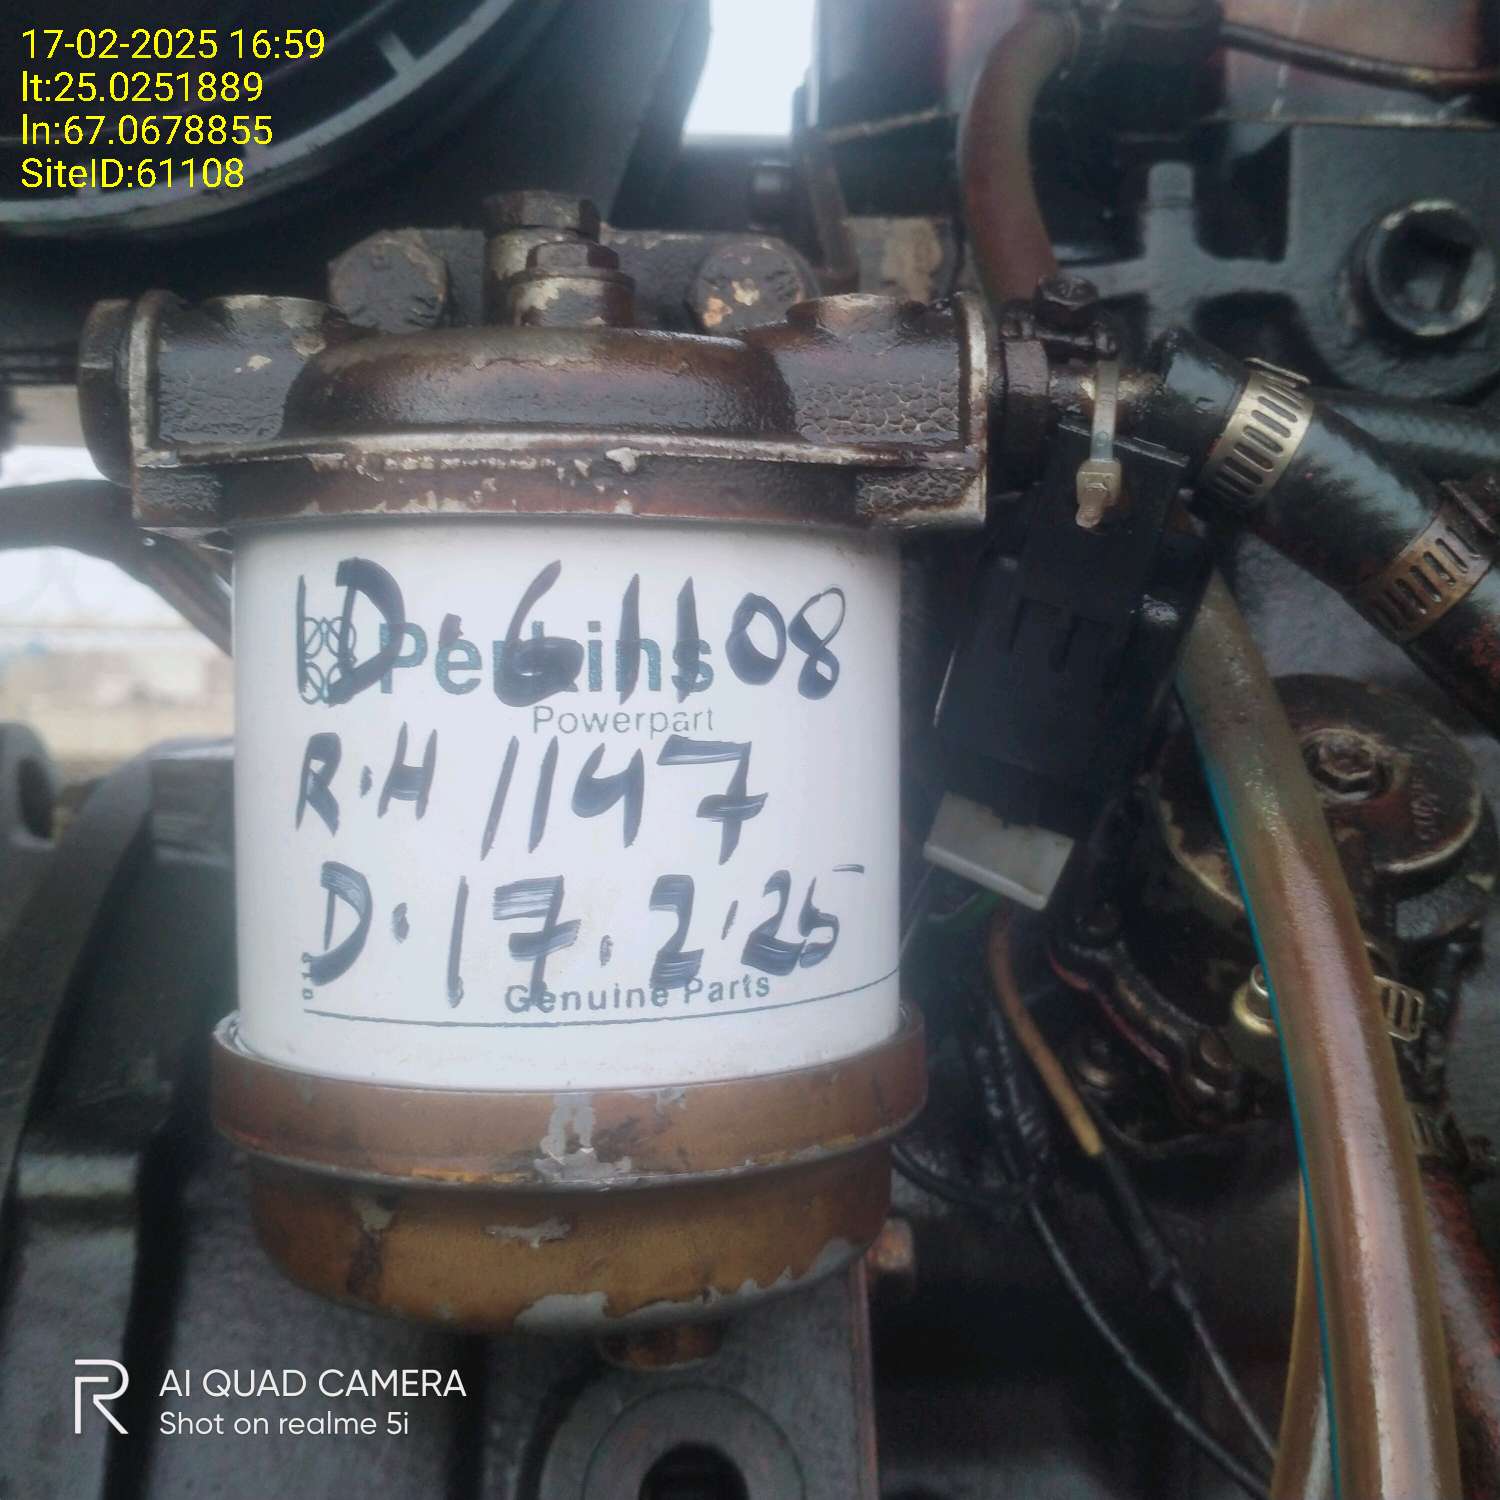 17-02-2025 16:59
lt:25.0251889
ln:67.0678855
SiteID:61108
ID.61108
Perkins
Powerpart
R.H 1147
D.17.2.25
Genuine Parts
AI QUAD CAMERA
Shot on realme 5i